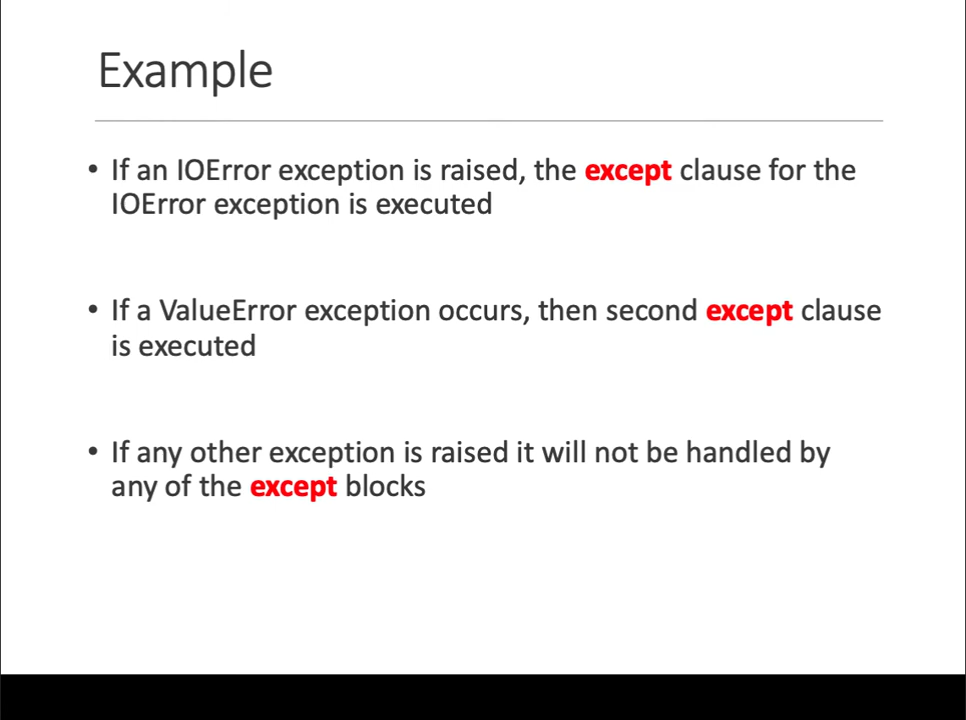 Example
• If an IOError exception is raised, the except clause for the
IOError exception is executed
• If a ValueError exception occurs, then second except clause
is executed
• If any other exception is raised it will not be handled by
any of the except blocks